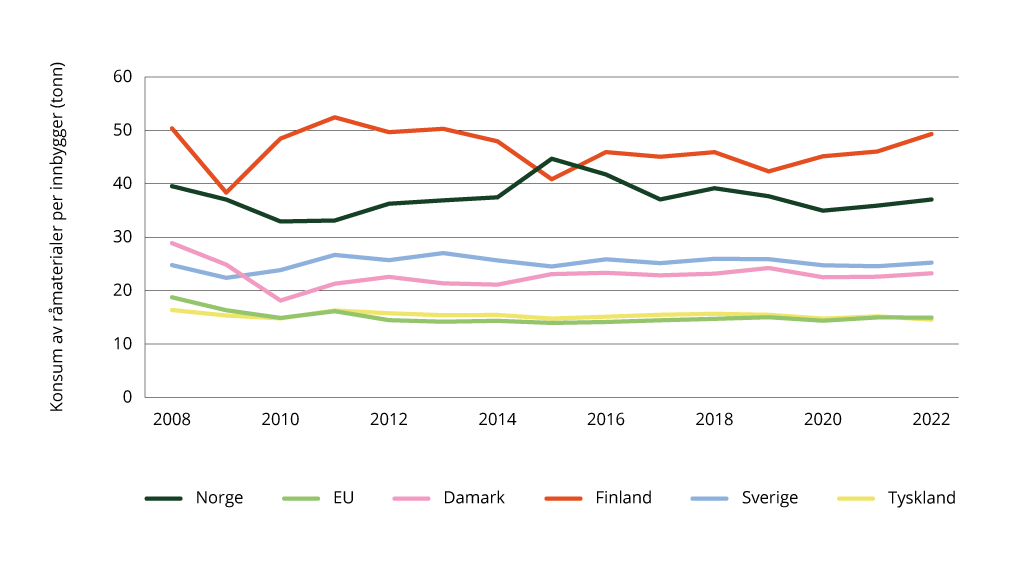 Konsum av råmaterialer per innbygger (tonn)
60
50
40
30
20
10
0
2008 2010 2012 2014 2016 2018 2020 2022
Norge EU Damark Finland Sverige Tyskland